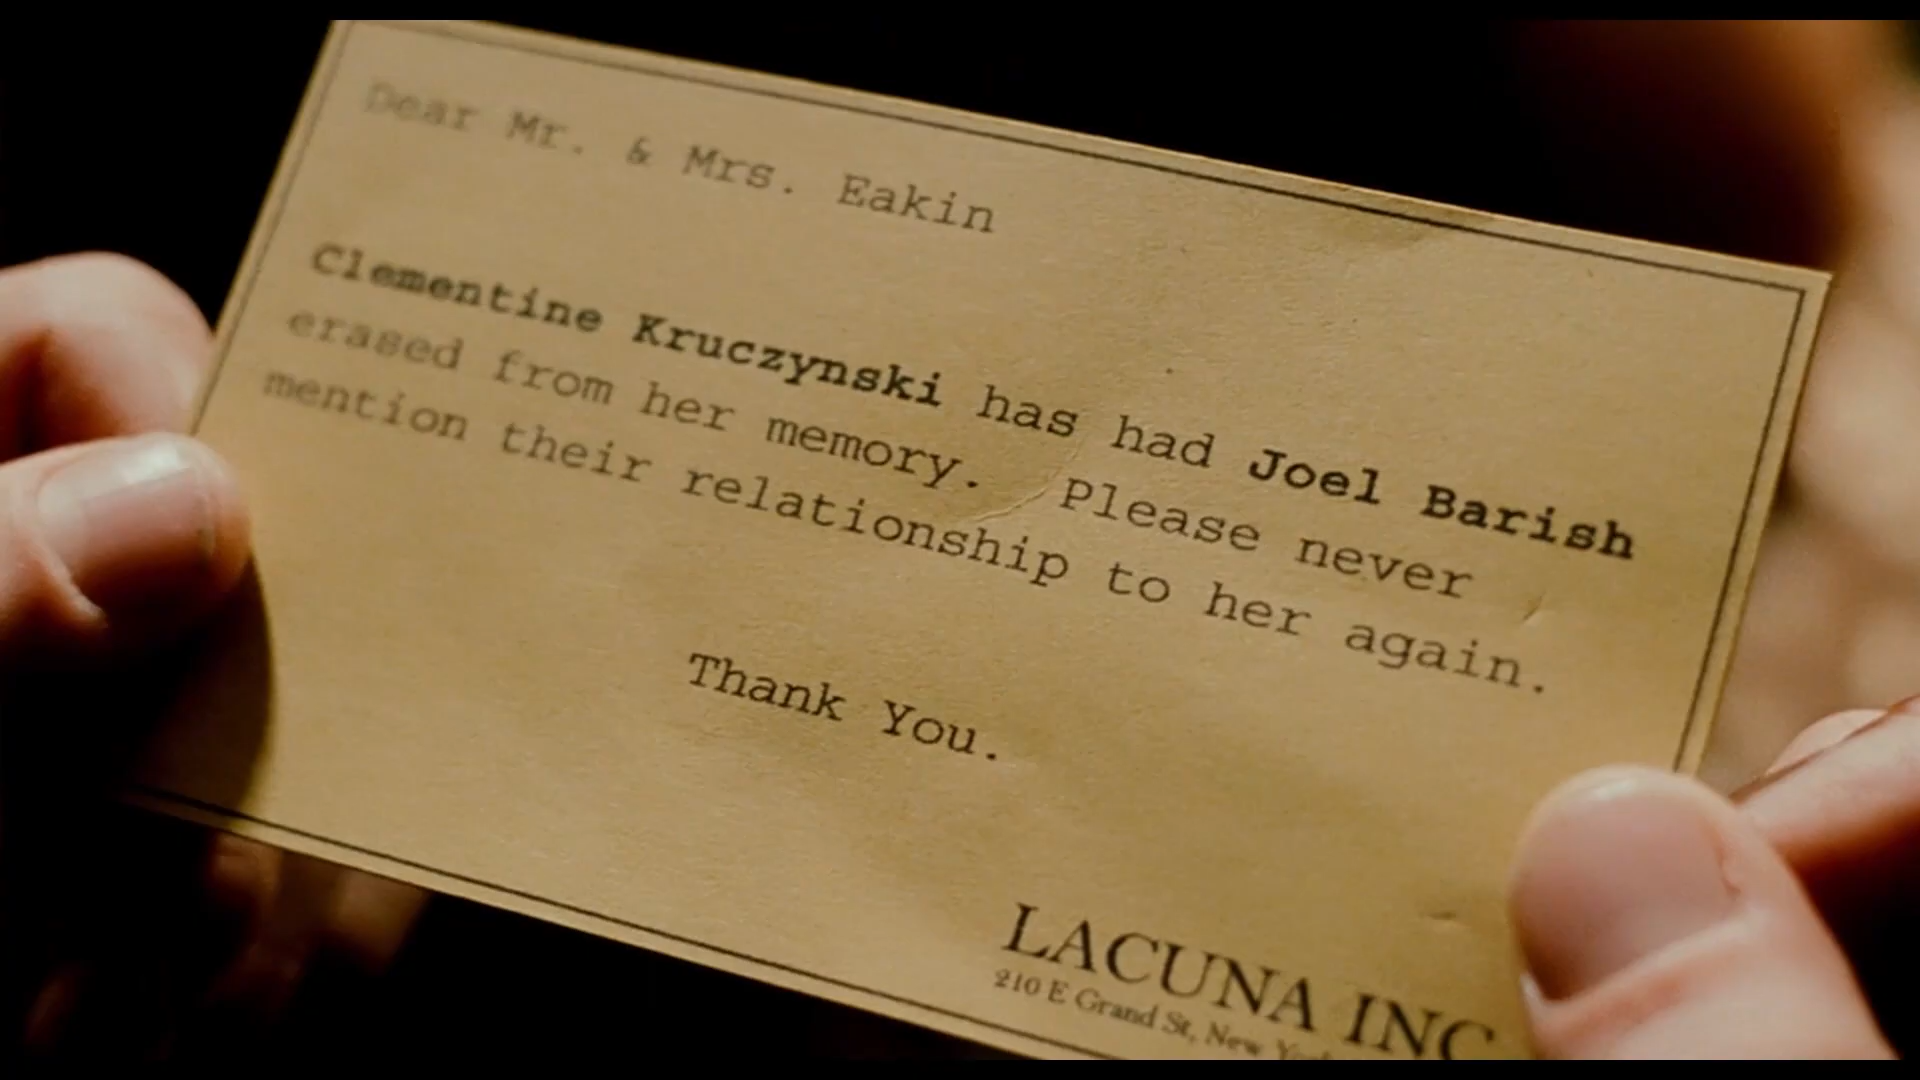 Dear Mr. & Mrs. Eakin
Clementine Kruczynski has had Joel Barish
erased from her memory. Please never
mention their relationship to her again.
Thank You.
LACUNA INC
210 E Grand St, New